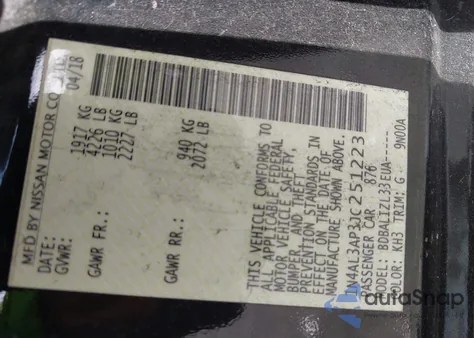 MFD BY NISSAN MOTOR CO
DATE: 04/18
GVWR: 1917 KG
4226 LB
GAWR FR: 1010 KG
2227 LB
GAWR RR: 940 KG
2072 LB
THIS VEHICLE CONFORMS TO
ALL APPLICABLE FEDERAL
MOTOR VEHICLE SAFETY,
BUMPER AND THEFT
PREVENTION STANDARDS IN
EFFECT ON THE DATE OF
MANUFACTURE SHOWN ABOVE.
1N4AL3AP3JC251223
PASSENGER CAR 876
MODEL: BDBALIZL33EUA-----
COLOR: KH3 TRIM: G 9N00A
autaSnap